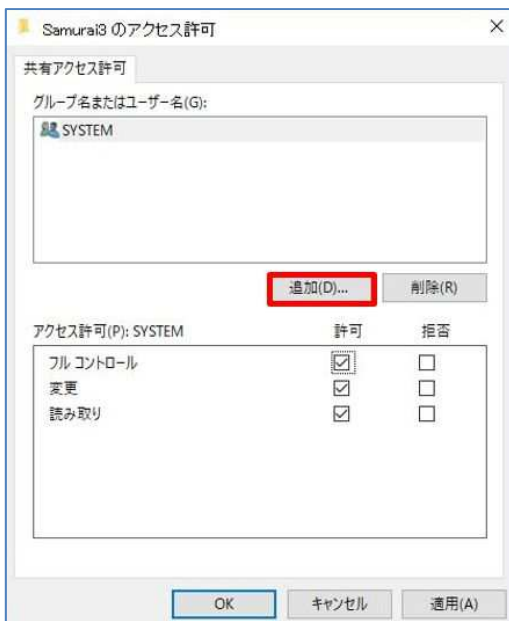 Samurai3 のアクセス許可
共有アクセス許可
グループ名またはユーザー名(G):
SYSTEM
追加(D)... 削除(R)
アクセス許可(P): SYSTEM 許可 拒否
フル コントロール
変更
読み取り
OK キャンセル 適用(A)